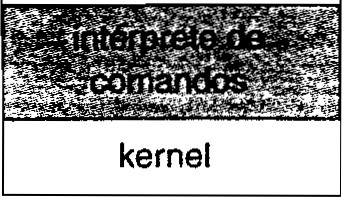 intérprete de
comandos
kernel